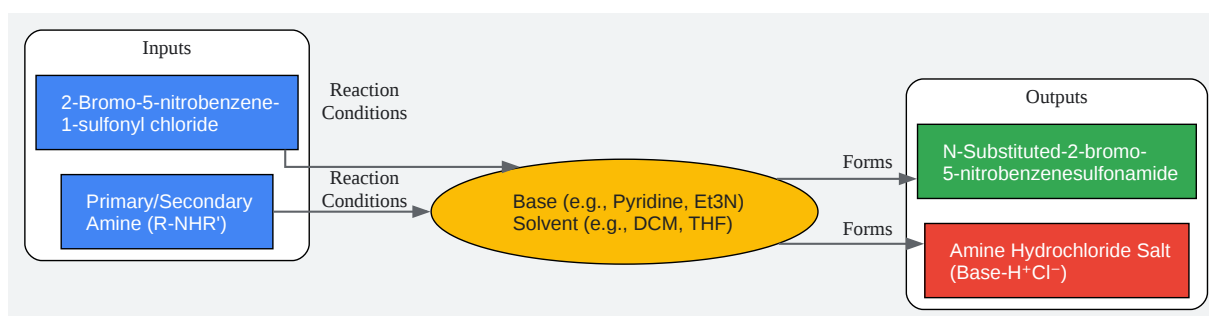 Inputs
2-Bromo-5-nitrobenzene-
1-sulfonyl chloride
Primary/Secondary
Amine (R-NHR')
Reaction
Conditions
Reaction
Conditions
Base (e.g., Pyridine, Et3N)
Solvent (e.g., DCM, THF)
Forms
Forms
Outputs
N-Substituted-2-bromo-
5-nitrobenzenesulfonamide
Amine Hydrochloride Salt
(Base-H⁺Cl⁻)